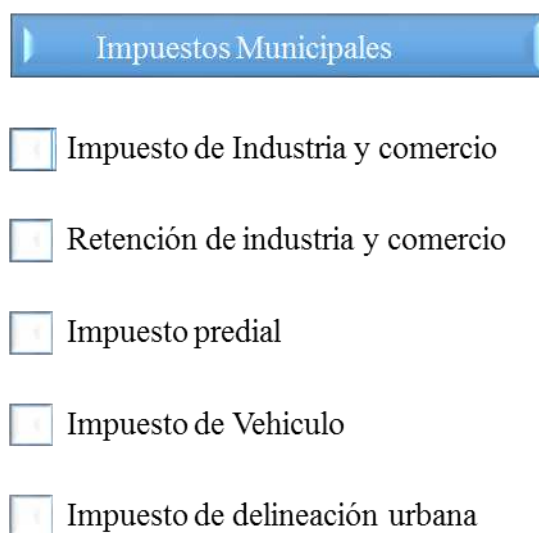 Impuestos Municipales
Impuesto de Industria y comercio
Retención de industria y comercio
Impuesto predial
Impuesto de Vehiculo
Impuesto de delineación urbana